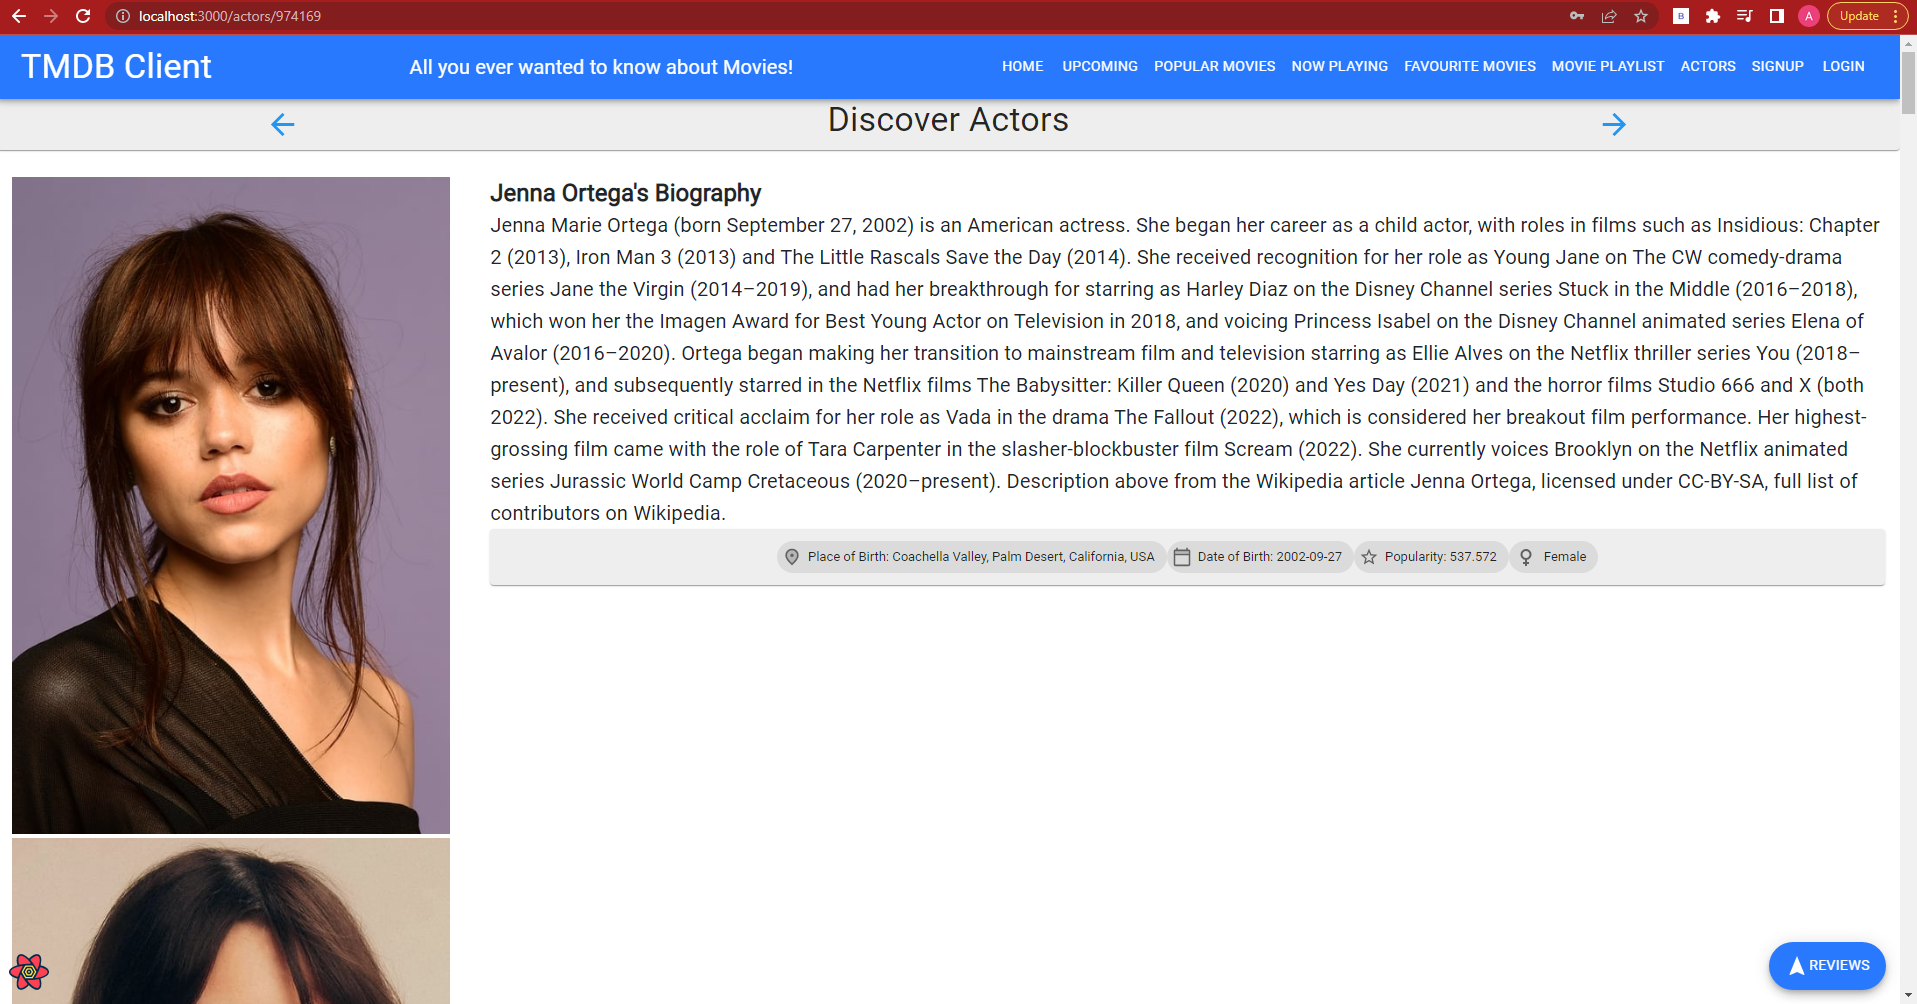 localhost:3000/actors/974169
B
A
Update
TMDB Client
All you ever wanted to know about Movies!
HOME UPCOMING POPULAR MOVIES NOW PLAYING FAVOURITE MOVIES MOVIE PLAYLIST ACTORS SIGNUP LOGIN
Discover Actors
Jenna Ortega's Biography
Jenna Marie Ortega (born September 27, 2002) is an American actress. She began her career as a child actor, with roles in films such as Insidious: Chapter
2 (2013), Iron Man 3 (2013) and The Little Rascals Save the Day (2014). She received recognition for her role as Young Jane on The CW comedy-drama
series Jane the Virgin (2014–2019), and had her breakthrough for starring as Harley Diaz on the Disney Channel series Stuck in the Middle (2016–2018),
which won her the Imagen Award for Best Young Actor on Television in 2018, and voicing Princess Isabel on the Disney Channel animated series Elena of
Avalor (2016–2020). Ortega began making her transition to mainstream film and television starring as Ellie Alves on the Netflix thriller series You (2018–
present), and subsequently starred in the Netflix films The Babysitter: Killer Queen (2020) and Yes Day (2021) and the horror films Studio 666 and X (both
2022). She received critical acclaim for her role as Vada in the drama The Fallout (2022), which is considered her breakout film performance. Her highest-
grossing film came with the role of Tara Carpenter in the slasher-blockbuster film Scream (2022). She currently voices Brooklyn on the Netflix animated
series Jurassic World Camp Cretaceous (2020–present). Description above from the Wikipedia article Jenna Ortega, licensed under CC-BY-SA, full list of
contributors on Wikipedia.
Place of Birth: Coachella Valley, Palm Desert, California, USA Date of Birth: 2002-09-27 Popularity: 537.572 Female
REVIEWS